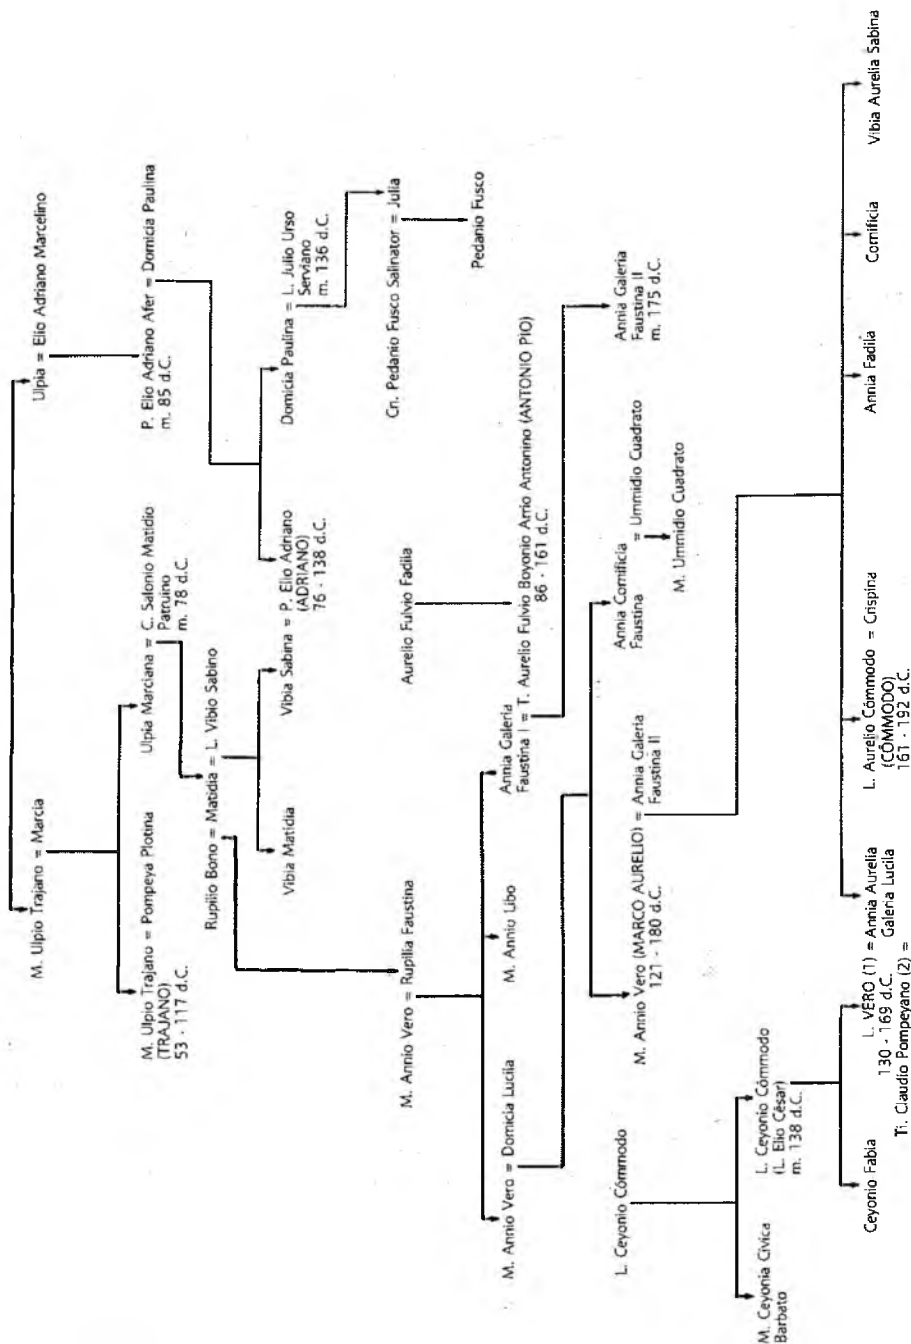 M. Ulpio Trajano = Marcia
Ulpia = Elio Adriano Marcelino
M. Ulpio Trajano = Pompeya Plotina
(TRAJANO)
53 - 117 d.C.
Ulpia Marciana = C. Salonio Matidio
Patruino
m. 78 d.C.
P. Elio Adriano Afer = Domicia Paulina
m. 85 d.C.
Rupilio Bono = Matidia = L. Vibio Sabino
Vibia Matidia
Vibia Sabina = P. Elio Adriano
(ADRIANO)
76 - 138 d.C.
Domicia Paulina = L. Julio Urso
Serviano
m. 136 d.C.
M. Annio Vero = Rupilia Faustina
Aurelio Fulvio Fadila
Cn. Pedanio Fusco Salinator = Julia
Pedanio Fusco
M. Annio Vero = Domicia Lucila
M. Anniu Libo
Annia Galeria
Faustina I = T. Aurelio Fulvio Boyonio Arrio Antonino (ANTONIO PIO)
86 - 161 d.C.
L. Ceyonio Cómmodo
M. Annio Vero (MARCO AURELIO) = Annia Galeria
121 - 180 d.C.
Faustina II
Annia Cornificia
Faustina
= Ummidio Cuadrato
M. Ummidio Cuadrato
Annia Galeria
Faustina II
m. 175 d.C.
M. Ceyonia Cívica
Barbato
L. Ceyonio Cómmodo
(L. Elio César)
m. 138 d.C.
Ceyonio Fabia
L. VERO (1) = Annia Aurelia
130 - 169 d.C.
Galeria Lucila
Ti. Claudio Pompeyano (2) =
L. Aurelio Cómmodo = Crispina
(CÓMMODO)
161 - 192 d.C.
Annia Fadila
Cornificia
Vibia Aurelia Sabina